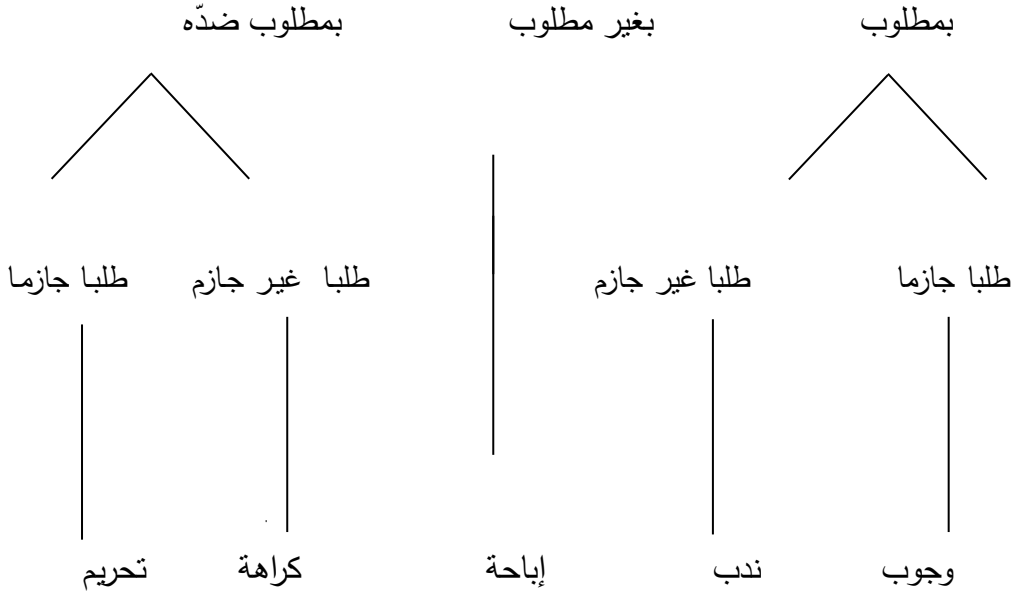 بمطلوب بغير مطلوب بمطلوب ضدّه
طلبا جازما طلبا غير جازم طلبا غير جازم طلبا جازما
وجوب ندب إباحة كراهة تحريم